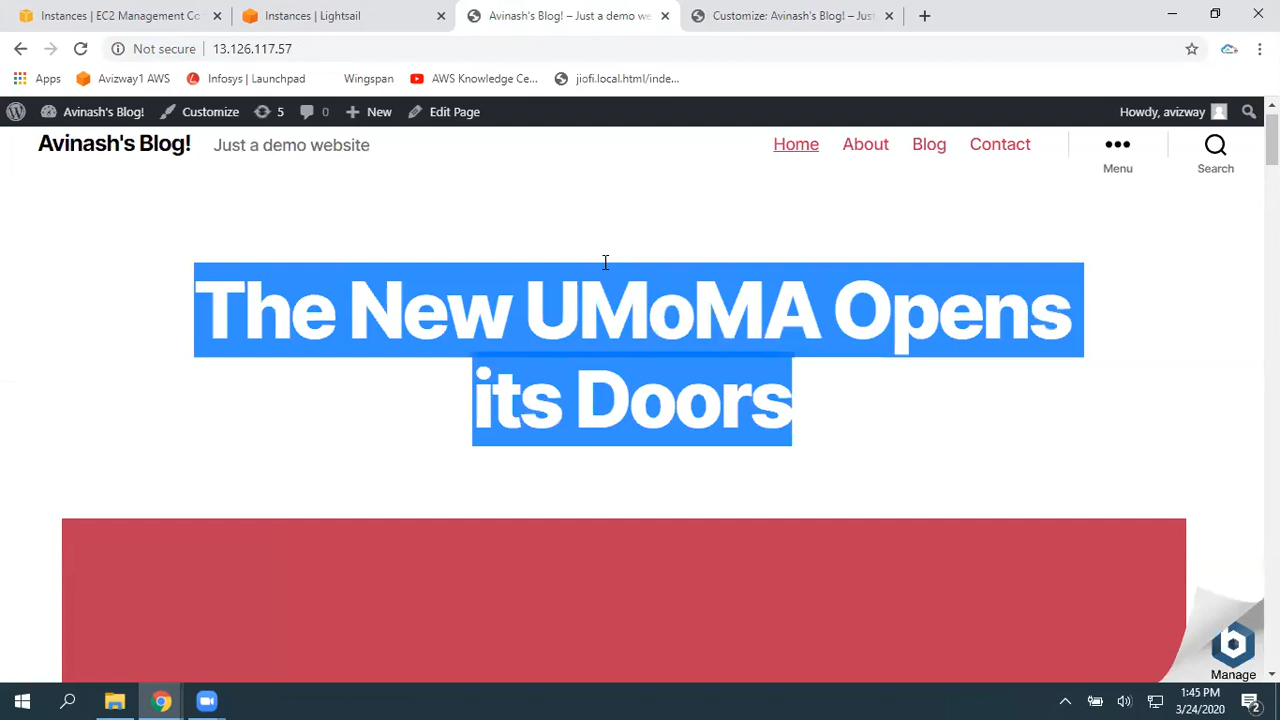 Instances | EC2 Management Co
Instances | Lightsail
Avinash's Blog! – Just a demo we
Customize: Avinash's Blog! – Just
Not secure
13.126.117.57
Apps
Avizway1 AWS
Infosys | Launchpad
Wingspan
AWS Knowledge Ce...
jiofi.local.html/inde...
Avinash's Blog!
Customize
5
0
New
Edit Page
Howdy, avizway
Avinash's Blog!
Just a demo website
Home
About
Blog
Contact
Menu
Search
The New UMoMA Opens
its Doors
b
Manage
1:45 PM
3/24/2020
2